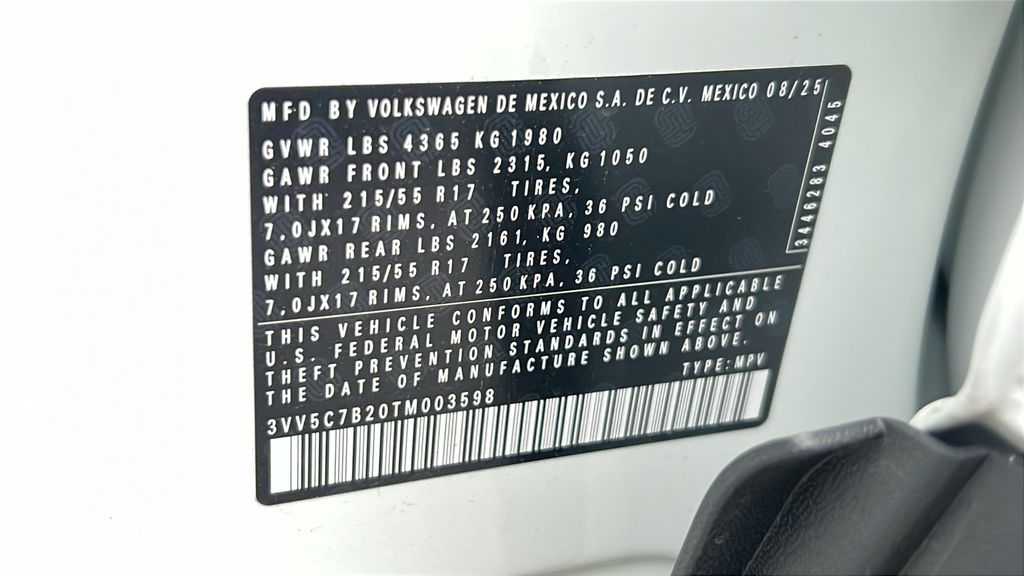 MFD BY VOLKSWAGEN DE MEXICO S.A. DE C.V. MEXICO 08/25
GVWR LBS 4365 KG 1980
GAWR FRONT LBS 2315, KG 1050
WITH 215/55 R17 TIRES,
7.0JX17 RIMS, AT 250 KPA, 36 PSI COLD
GAWR REAR LBS 2161, KG 980
WITH 215/55 R17 TIRES,
7.0JX17 RIMS, AT 250 KPA, 36 PSI COLD
3446283 4045
THIS VEHICLE CONFORMS TO ALL APPLICABLE
U.S. FEDERAL MOTOR VEHICLE SAFETY AND
THEFT PREVENTION STANDARDS IN EFFECT ON
THE DATE OF MANUFACTURE SHOWN ABOVE.
TYPE: MPV
3VV5C7B20TM003598